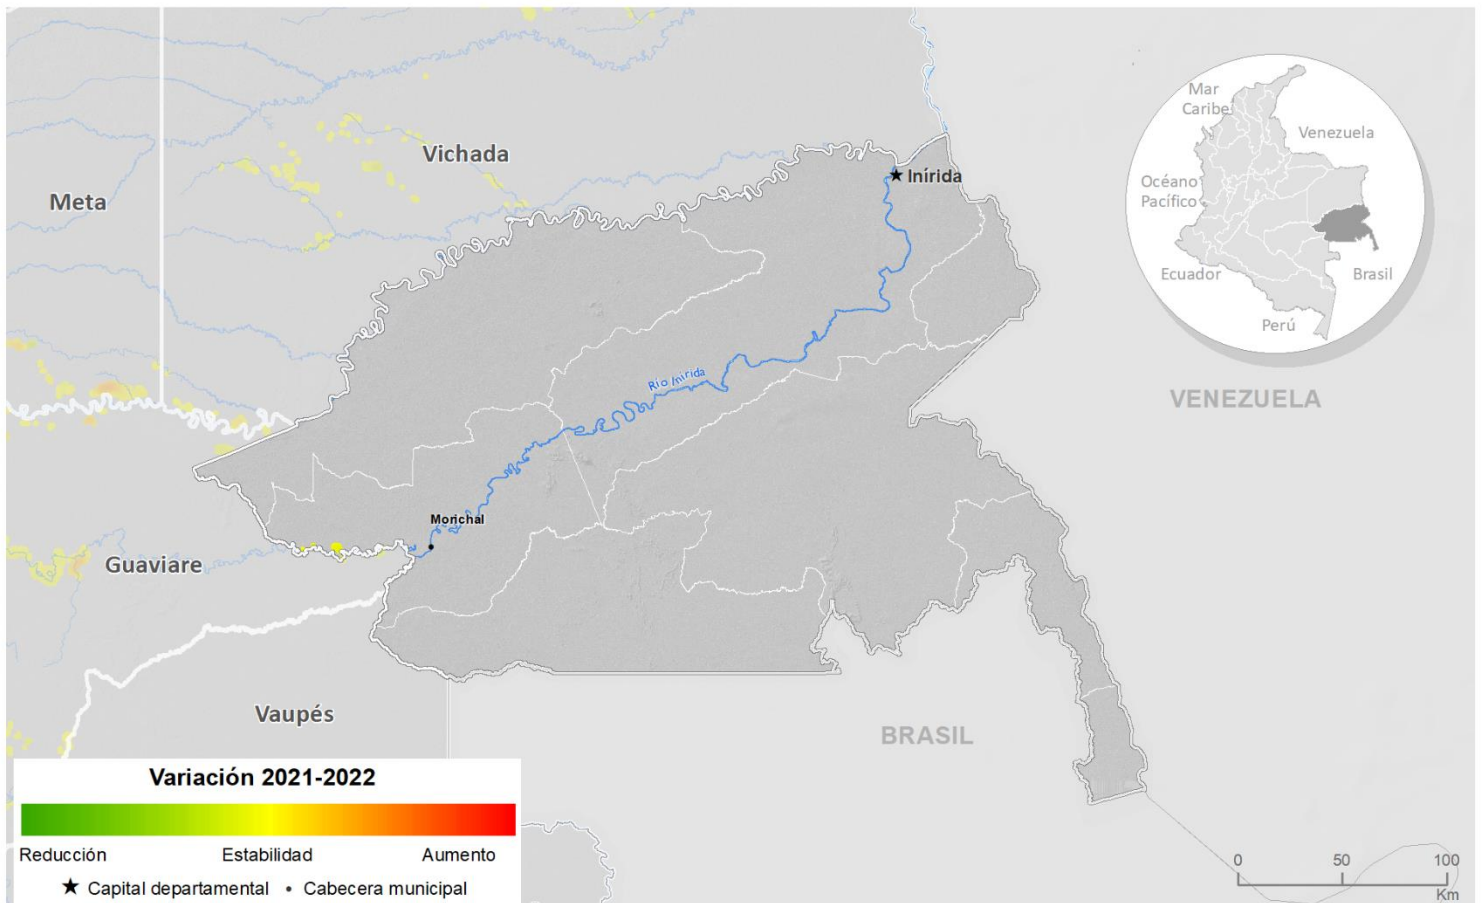 Mar
Caribe
Venezuela
Océano
Pacífico
Ecuador
Brasil
Perú
Vichada
Meta
Inírida
Río Inírida
VENEZUELA
Morichal
Guaviare
Vaupés
BRASIL
Variación 2021-2022
Reducción Estabilidad Aumento
Capital departamental Cabecera municipal
0 50 100
Km